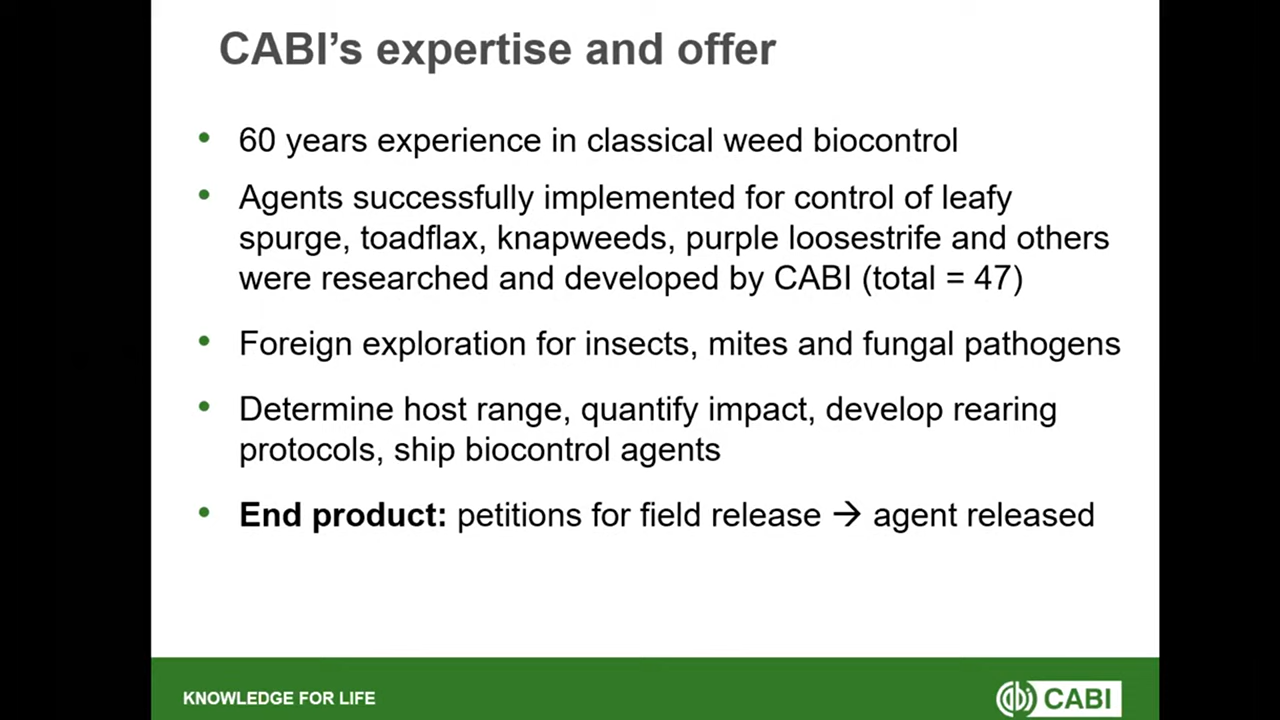 CABI’s expertise and offer
• 60 years experience in classical weed biocontrol
• Agents successfully implemented for control of leafy
spurge, toadflax, knapweeds, purple loosestrife and others
were researched and developed by CABI (total = 47)
• Foreign exploration for insects, mites and fungal pathogens
• Determine host range, quantify impact, develop rearing
protocols, ship biocontrol agents
• End product: petitions for field release → agent released
KNOWLEDGE FOR LIFE
cabi CABI